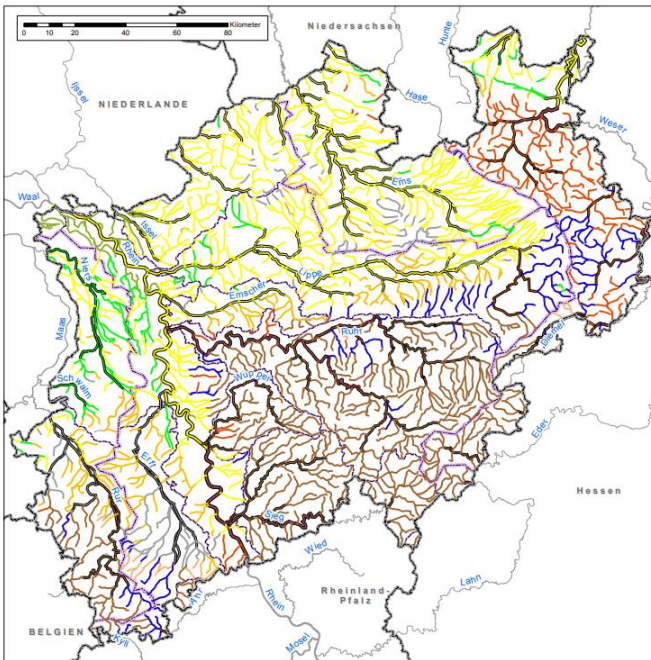 Kilometer
0 10 20 40 60 80
Niedersachsen
Hunte
Ijssel
NIEDERLANDE
Hase
Weser
Ems
Waal
Issel
Rhein
Niers
Lippe
Emscher
Maas
Ruhr
Diemel
Schwalm
Wupper
Eder
Erft
Rur
Hessen
Sieg
Wied
Lahn
Ahr
Rhein
Rheinland-
Pfalz
BELGIEN
Kyll
Mosel